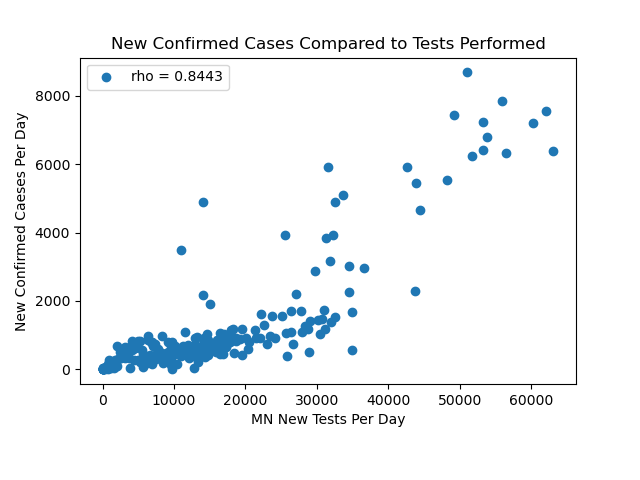 New Confirmed Cases Compared to Tests Performed
rho = 0.8443
New Confirmed Caeses Per Day
8000
6000
4000
2000
0
0 10000 20000 30000 40000 50000 60000
MN New Tests Per Day